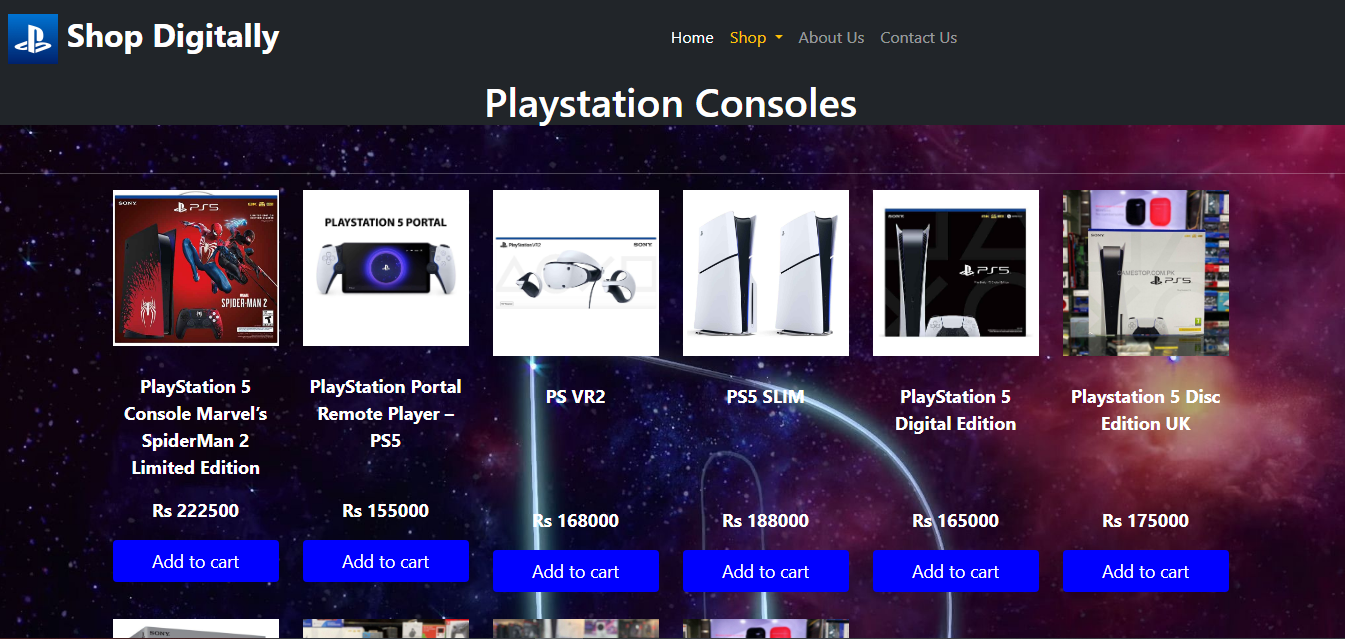 Shop Digitally
Home
Shop
About Us
Contact Us
Playstation Consoles
SONY
PS5
SPIDER-MAN 2
PLAYSTATION 5 PORTAL
PlayStation VR2
SONY
SONY
PS5
GAMESTOP.COM.PK
PS5
PlayStation 5
Console Marvel’s
SpiderMan 2
Limited Edition
PlayStation Portal
Remote Player –
PS5
PS VR2
PS5 SLIM
PlayStation 5
Digital Edition
Playstation 5 Disc
Edition UK
Rs 222500
Rs 155000
Rs 168000
Rs 188000
Rs 165000
Rs 175000
Add to cart
Add to cart
Add to cart
Add to cart
Add to cart
Add to cart
SONY